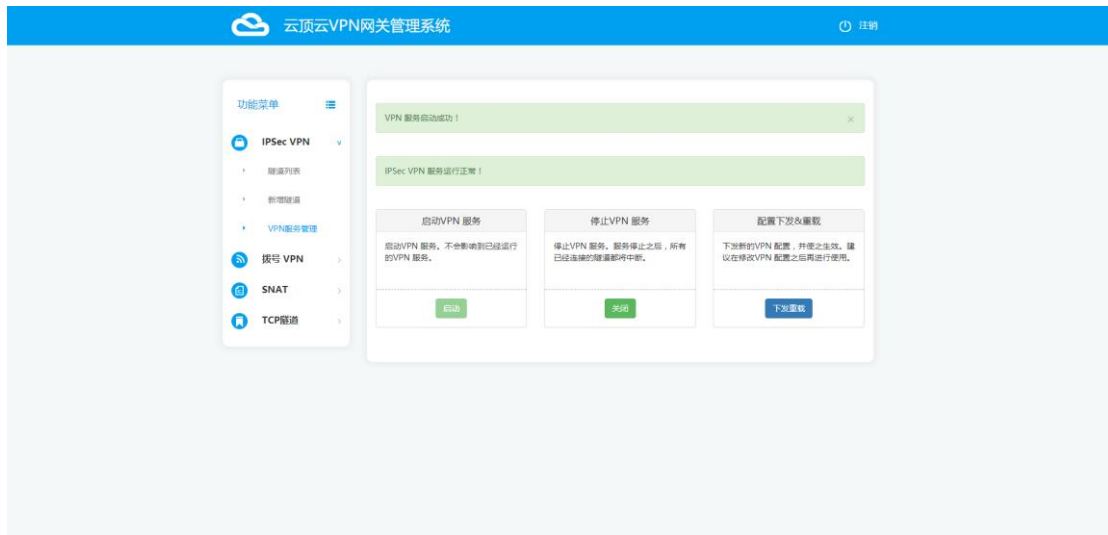 云顶云VPN网关管理系统
注销
功能菜单
IPSec VPN
隧道列表
新增隧道
VPN服务管理
拨号 VPN
SNAT
TCP隧道
VPN 服务启动成功！
×
IPSec VPN 服务运行正常！
启动VPN 服务
启动VPN 服务。不会影响到已经运行
的VPN 服务。
启动
停止VPN 服务
停止VPN 服务。服务停止之后，所有
已经连接的隧道都将中断。
关闭
配置下发&重载
下发新的VPN 配置，并使之生效。建
议在修改VPN 配置之后再进行使用。
下发重载